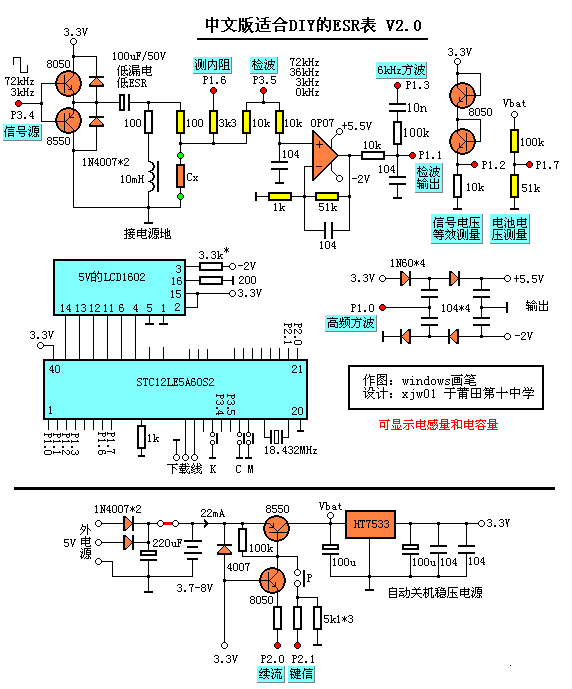 中文版适合DIY的ESR表 V2.0
3.3V
8050
100uF/50V
低漏电
低ESR
72kHz
3kHz
P3.4
信号源
8550
1N4007*2
100
10mH
接电源地
测内阻
P1.6
检波
P3.5
100
3k3
10k
10k
Cx
72kHz
36kHz
3kHz
0kHz
OP07
+5.5V
-2V
104
1k
51k
104
10k
6kHz方波
P1.3
10n
100k
P1.1
104
检波
输出
3.3V
8050
Vbat
100k
P1.2
P1.7
10k
51k
信号电压
等效测量
电池电
压测量
5V的LCD1602
3
16
15
2
14 13 12 11 6 4 5 1
3.3k*
-2V
200
3.3V
1N60*4
3.3V
+5.5V
P1.0
高频方波
104*4
输出
-2V
3.3V
P2.1
P2.0
40
21
STC12LE5A60S2
1
20
P3.4
P3.5
P1.0
P1.1
P1.2
P1.3
P1.6
P1.7
1k
下载线
K
C
M
18.432MHz
作图：windows画笔
设计：xjw01 于莆田第十中学
可显示电感量和电容量
1N4007*2
外
5V 电
源
220uF
22mA
3.7-8V
8550
100k
4007
8050
P
3.3V
P2.0
续流
P2.1
键信
5k1*3
Vbat
HT7533
3.3V
100u
100u
104
104
自动关机稳压电源